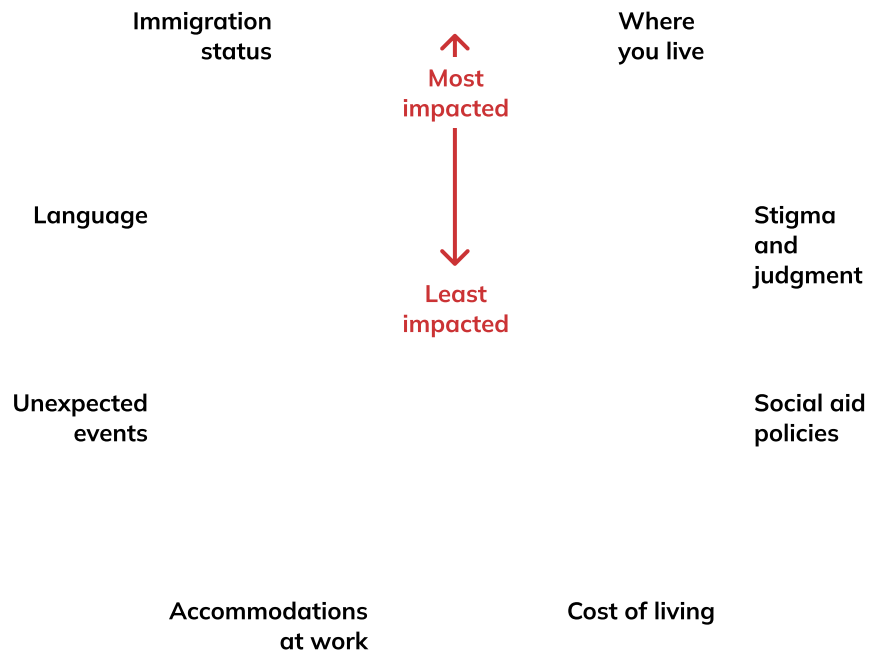 Immigration
status
Where
you live
Most
impacted
Language
Stigma
and
judgment
Least
impacted
Unexpected
events
Social aid
policies
Accommodations
at work
Cost of living